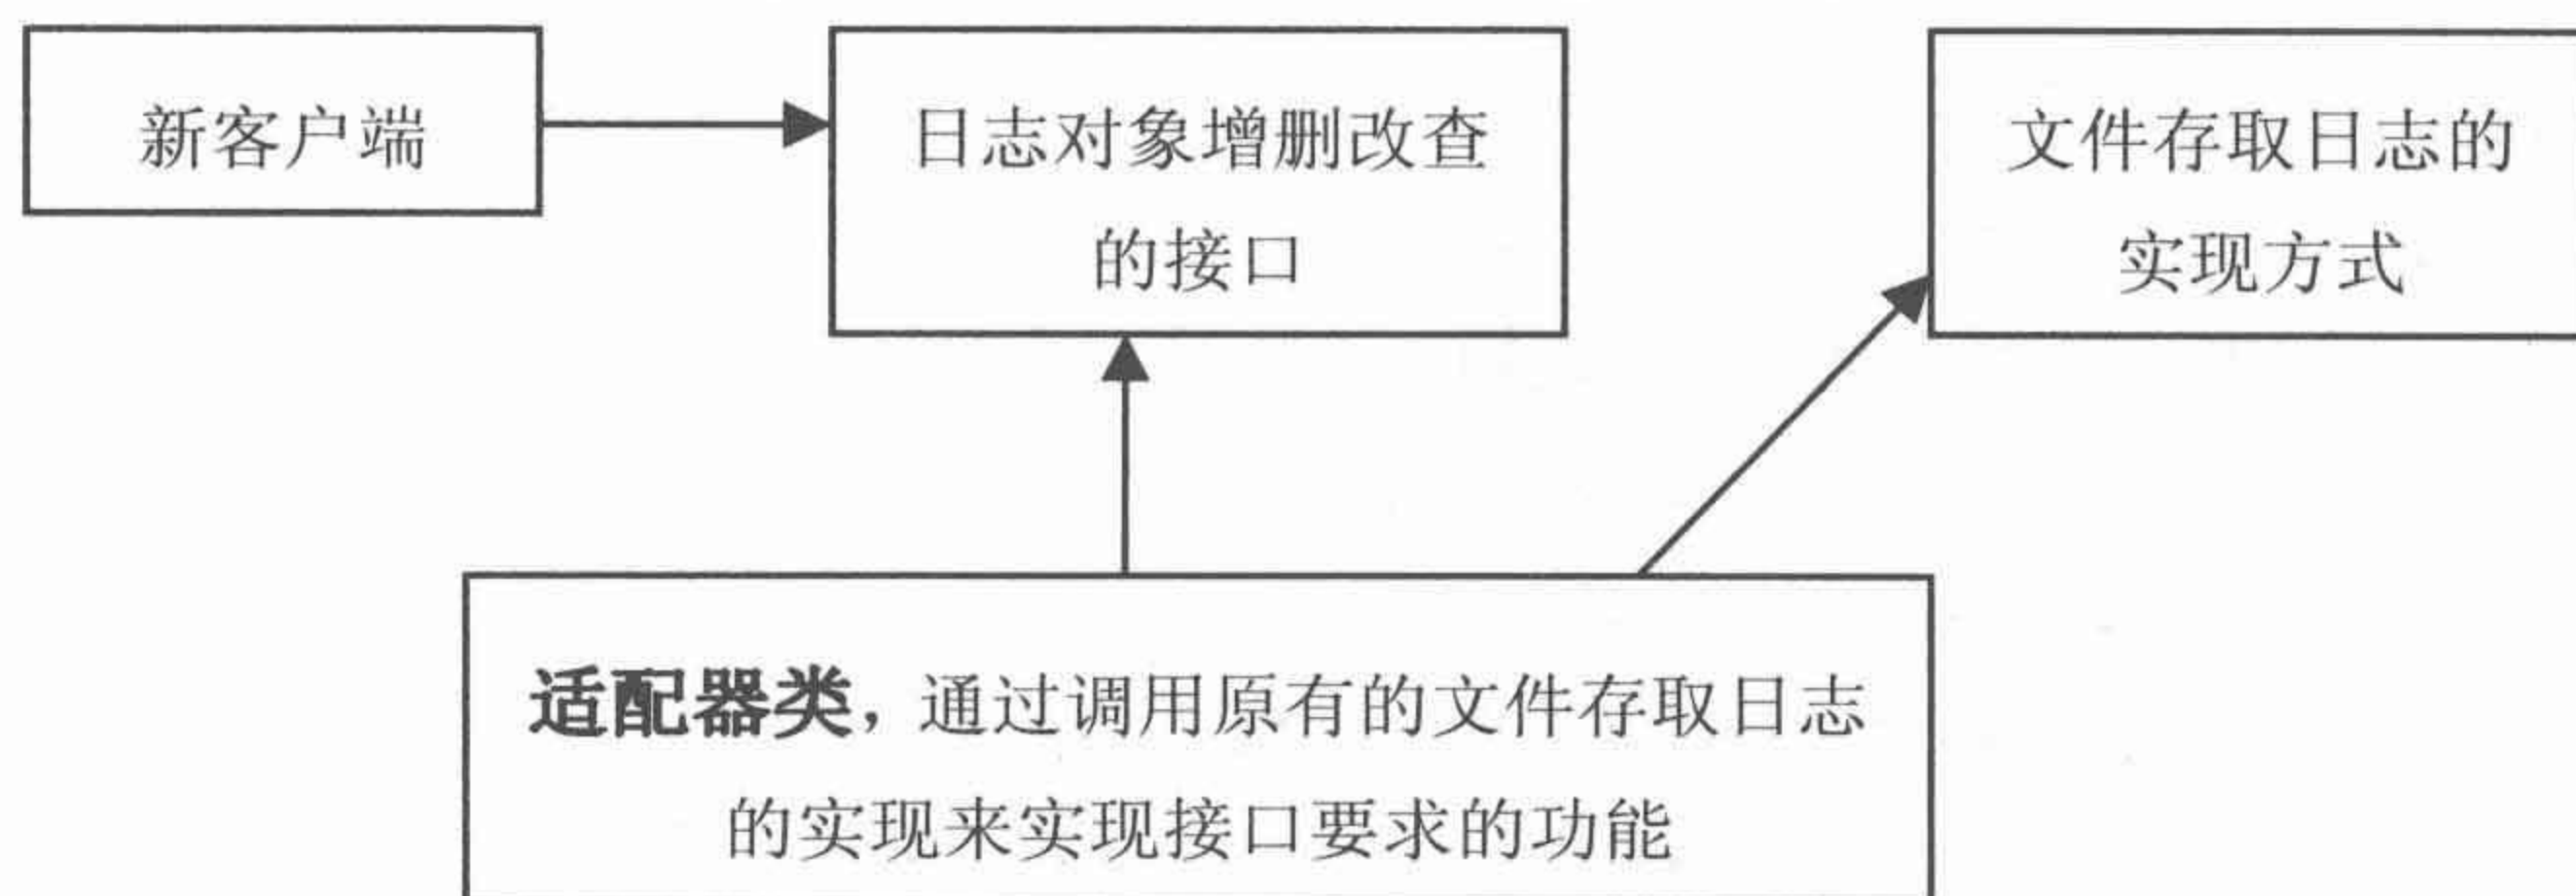 新客户端
日志对象增删改查
的接口
文件存取日志的
实现方式
适配器类，通过调用原有的文件存取日志
的实现来实现接口要求的功能